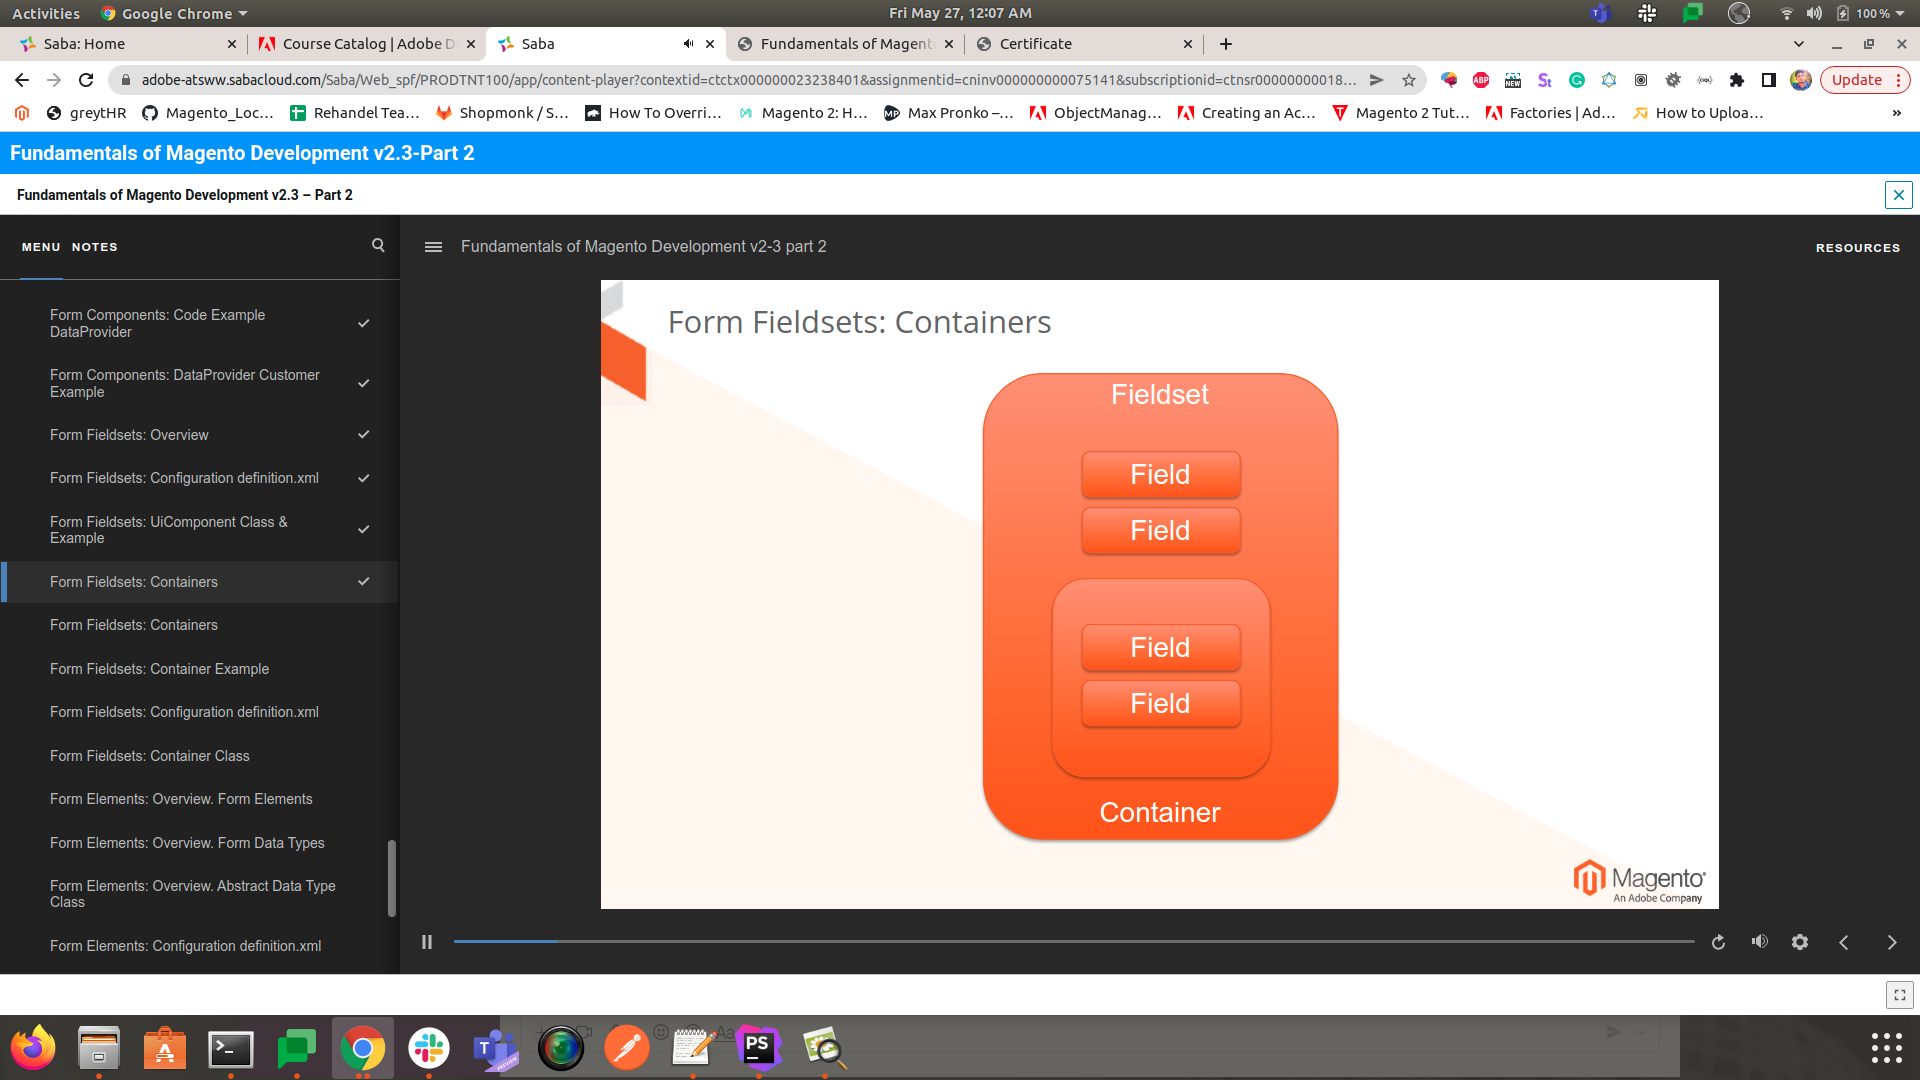 Activities
Google Chrome
Fri May 27, 12:07 AM
100 %
Saba: Home
Course Catalog | Adobe D
Saba
Fundamentals of Magent
Certificate
adobe-atsww.sabacloud.com/Saba/Web_spf/PRODTNT100/app/content-player?contextid=ctctx000000023238401&assignmentid=cninv000000000075141&subscriptionid=ctnsr00000000018...
ABP
NEW
St
Update
greytHR
Magento_Loc...
Rehandel Tea...
Shopmonk / S...
How To Overri...
Magento 2: H...
MP
Max Pronko –...
ObjectManag...
Creating an Ac...
Magento 2 Tut...
Factories | Ad...
How to Uploa...
Fundamentals of Magento Development v2.3-Part 2
Fundamentals of Magento Development v2.3 – Part 2
MENU
NOTES
Fundamentals of Magento Development v2-3 part 2
RESOURCES
Form Components: Code Example
DataProvider
Form Components: DataProvider Customer
Example
Form Fieldsets: Overview
Form Fieldsets: Configuration definition.xml
Form Fieldsets: UiComponent Class &
Example
Form Fieldsets: Containers
Form Fieldsets: Containers
Form Fieldsets: Container Example
Form Fieldsets: Configuration definition.xml
Form Fieldsets: Container Class
Form Elements: Overview. Form Elements
Form Elements: Overview. Form Data Types
Form Elements: Overview. Abstract Data Type
Class
Form Elements: Configuration definition.xml
Form Fieldsets: Containers
Fieldset
Field
Field
Field
Field
Container
Magento
An Adobe Company
Aa
T
PREVIEW
PS